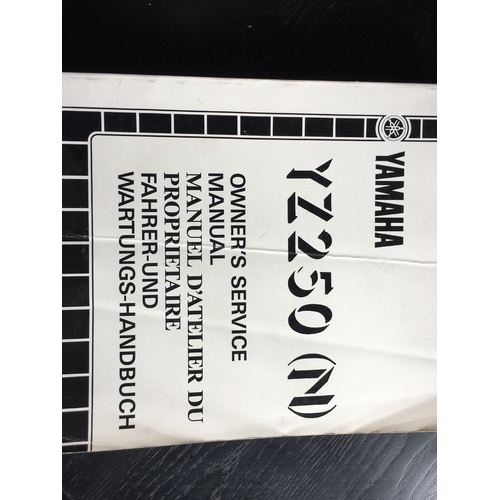 YAMAHA
YZ250 (N)
OWNER'S SERVICE
MANUAL
MANUEL D'ATELIER DU
PROPRIETAIRE
FAHRER-UND
WARTUNGS-HANDBUCH